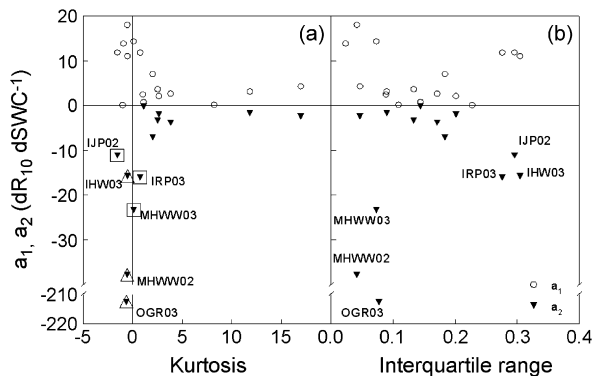 20
(a)
(b)
10
0
-10
-20
-30
-210
-220
a₁, a₂ (dR₁₀ dSWC⁻¹)
IJP02
IHW03
IRP03
MHWW03
MHWW02
OGR03
IJP02
IRP03
IHW03
MHWW03
MHWW02
OGR03
a₁
a₂
-5 0 5 10 15 20 0.0 0.1 0.2 0.3 0.4
Kurtosis
Interquartile range